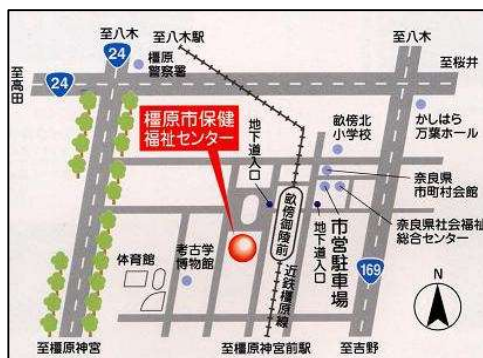 至八木
至八木駅
至八木
24
橿原
警察署
至桜井
至高田
24
橿原市保健
福祉センター
畝傍北
小学校
かしはら
万葉ホール
地下道入口
奈良県
市町村会館
畝傍御陵前
市営駐車場
奈良県社会福祉
総合センター
地下道入口
体育館
考古学
博物館
近鉄橿原線
169
N
至橿原神宮
至橿原神宮前駅
至吉野